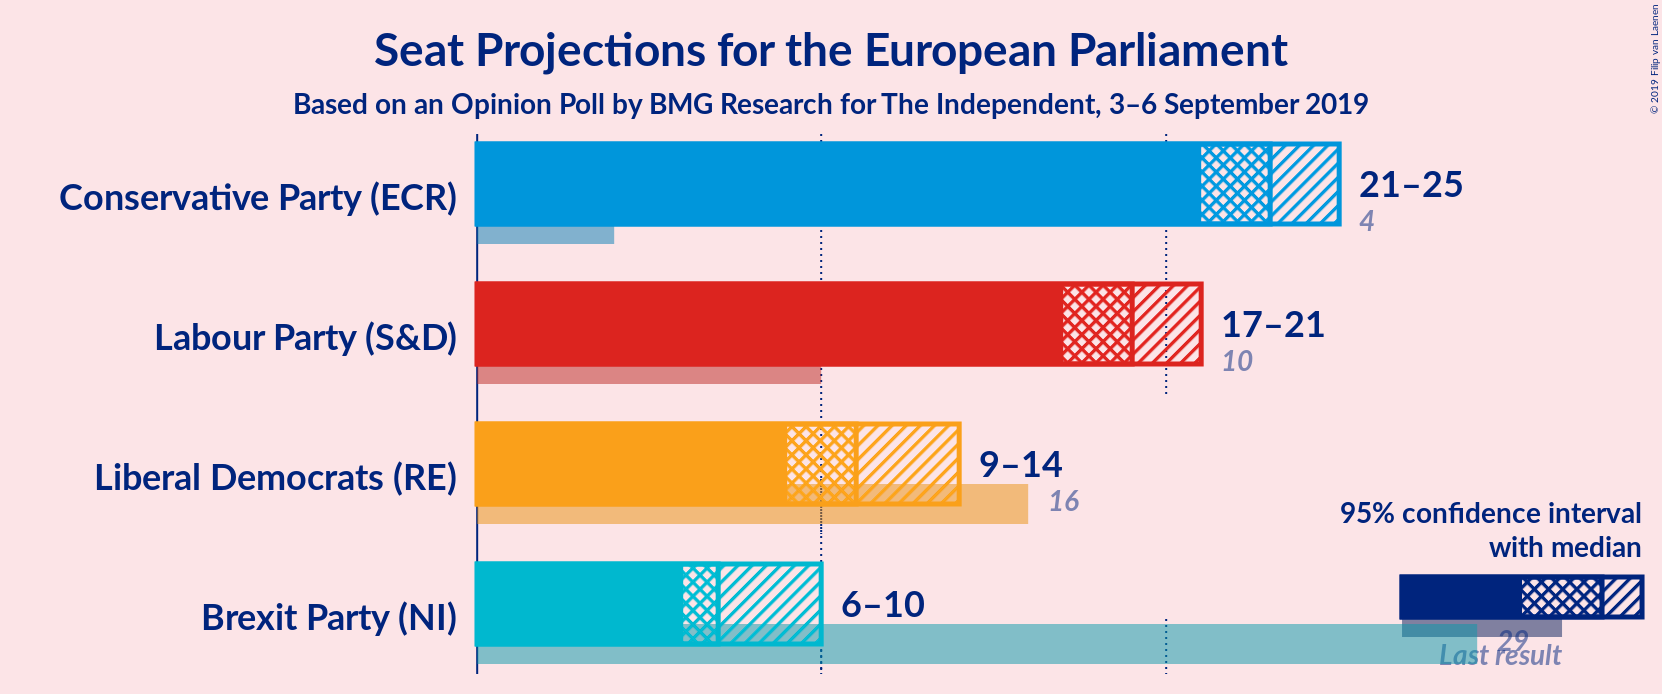 Seat Projections for the European Parliament
Based on an Opinion Poll by BMG Research for The Independent, 3–6 September 2019
© 2019 Filip van Laenen
Conservative Party (ECR)
21–25
4
Labour Party (S&D)
17–21
10
Liberal Democrats (RE)
9–14
16
Brexit Party (NI)
6–10
29
95% confidence interval
with median
Last result